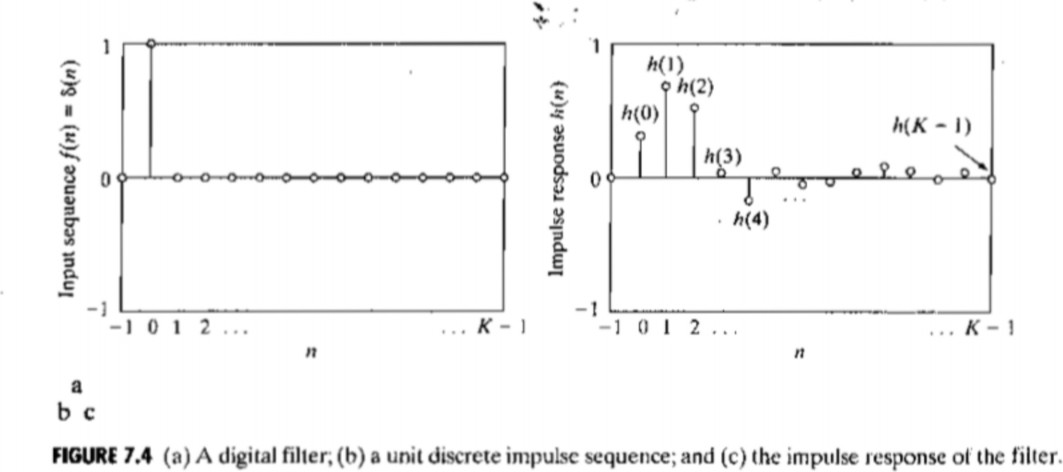 1
0
−1
Input sequence f(n) = δ(n)
−1 0 1 2 ...
... K − 1
n
1
0
−1
Impulse response h(n)
h(0)
h(1)
h(2)
h(3)
h(4)
...
h(K − 1)
−1 0 1 2 ...
... K − 1
n
a
b c
FIGURE 7.4 (a) A digital filter; (b) a unit discrete impulse sequence; and (c) the impulse response of the filter.